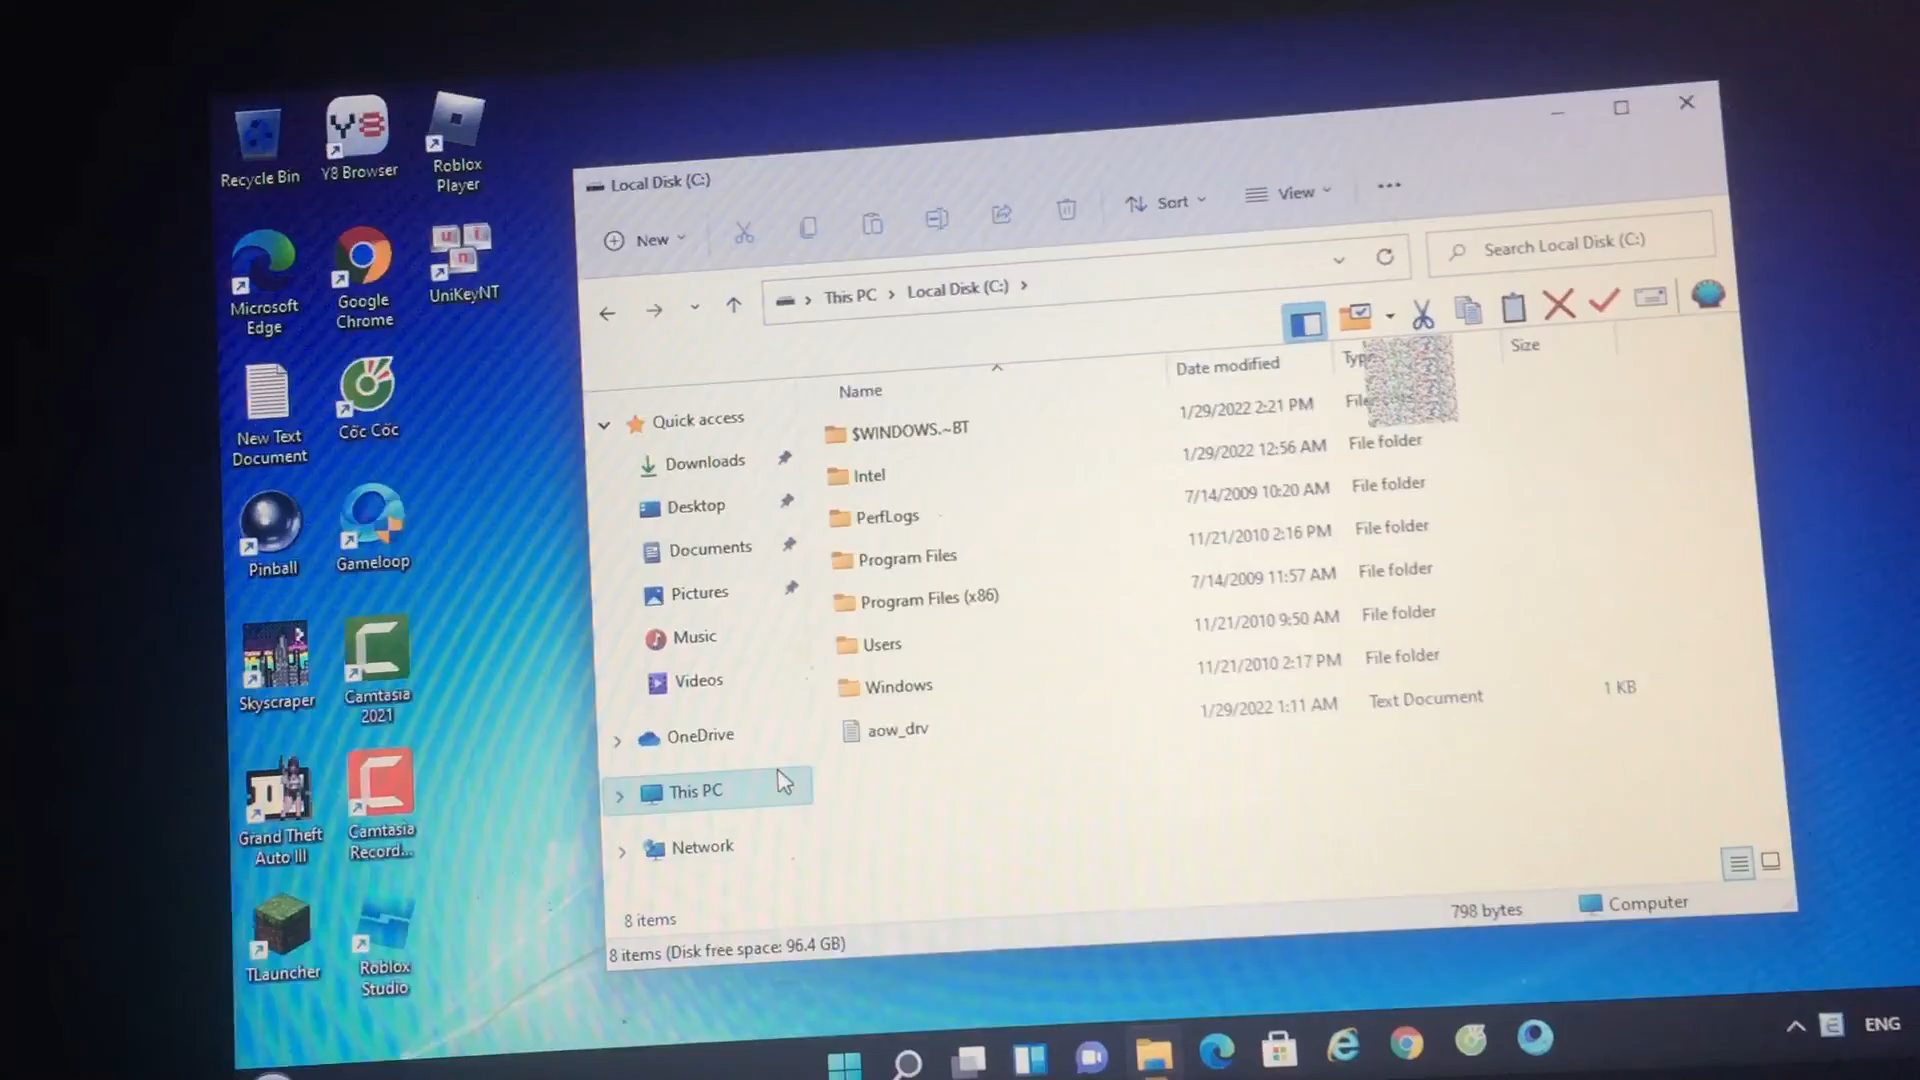 Recycle Bin
Y8 Browser
Roblox
Player
Microsoft
Edge
Google
Chrome
UniKeyNT
New Text
Document
Cốc Cốc
Pinball
Gameloop
Skyscraper
Camtasia
2021
Grand Theft
Auto III
Camtasia
Record...
TLauncher
Roblox
Studio
Local Disk (C:)
New
Sort
View
This PC
Local Disk (C:)
Search Local Disk (C:)
Name
Date modified
Type
Size
Quick access
Downloads
Desktop
Documents
Pictures
Music
Videos
OneDrive
This PC
Network
$WINDOWS.~BT 1/29/2022 2:21 PM File
Intel 1/29/2022 12:56 AM File folder
PerfLogs 7/14/2009 10:20 AM File folder
Program Files 11/21/2010 2:16 PM File folder
Program Files (x86) 7/14/2009 11:57 AM File folder
Users 11/21/2010 9:50 AM File folder
Windows 11/21/2010 2:17 PM File folder
aow_drv 1/29/2022 1:11 AM Text Document 1 KB
8 items
798 bytes
Computer
8 items (Disk free space: 96.4 GB)
ENG